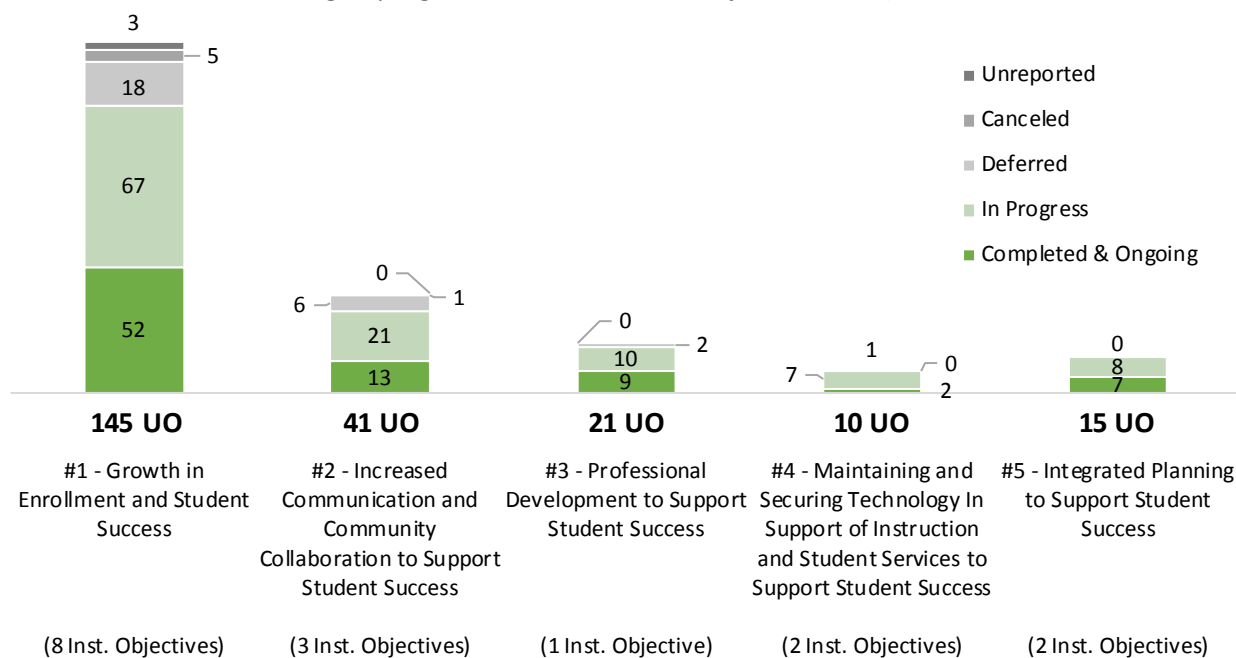 3
5
18
67
52
0
1
6
21
13
0
2
10
9
1
0
7
2
0
8
7
Unreported
Canceled
Deferred
In Progress
Completed & Ongoing
145 UO
41 UO
21 UO
10 UO
15 UO
#1 - Growth in
Enrollment and Student
Success
#2 - Increased
Communication and
Community
Collaboration to Support
Student Success
#3 - Professional
Development to Support
Student Success
#4 - Maintaining and
Securing Technology In
Support of Instruction
and Student Services to
Support Student Success
#5 - Integrated Planning
to Support Student
Success
(8 Inst. Objectives)
(3 Inst. Objectives)
(1 Inst. Objective)
(2 Inst. Objectives)
(2 Inst. Objectives)